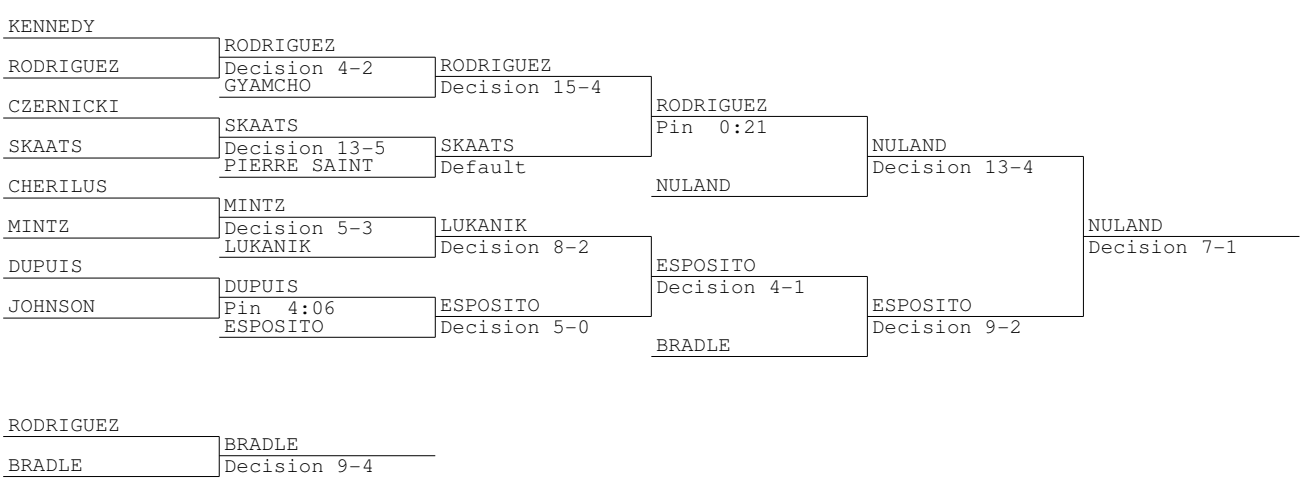 KENNEDY
RODRIGUEZ
RODRIGUEZ
Decision 4-2
RODRIGUEZ
GYAMCHO
Decision 15-4
CZERNICKI
RODRIGUEZ
SKAATS
Pin 0:21
SKAATS
Decision 13-5
SKAATS
NULAND
PIERRE SAINT
Default
Decision 13-4
CHERILUS
NULAND
MINTZ
MINTZ
Decision 5-3
LUKANIK
NULAND
LUKANIK
Decision 8-2
Decision 7-1
DUPUIS
ESPOSITO
DUPUIS
Decision 4-1
JOHNSON
Pin 4:06
ESPOSITO
ESPOSITO
ESPOSITO
Decision 5-0
Decision 9-2
BRADLE
RODRIGUEZ
BRADLE
BRADLE
Decision 9-4